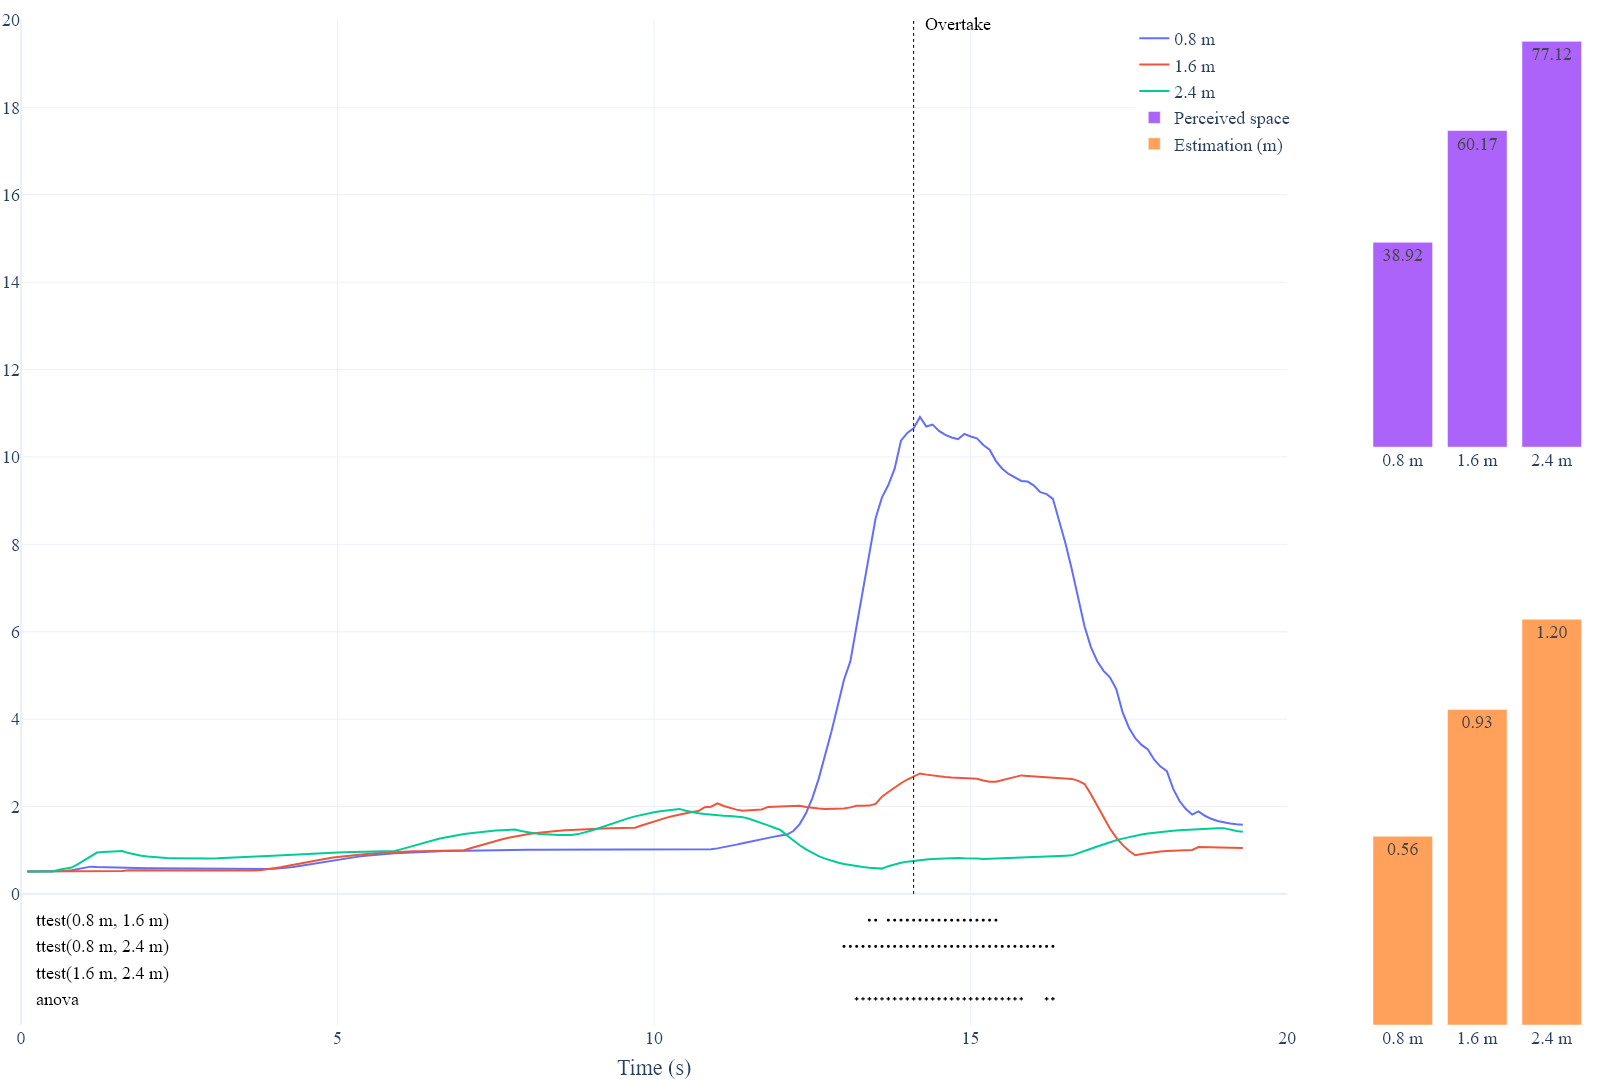 20
18
16
14
12
10
8
6
4
2
0
Overtake
0.8 m
1.6 m
2.4 m
Perceived space
Estimation (m)
ttest(0.8 m, 1.6 m)
ttest(0.8 m, 2.4 m)
ttest(1.6 m, 2.4 m)
anova
0 5 10 15 20
Time (s)
38.92 60.17 77.12
0.8 m 1.6 m 2.4 m
0.56 0.93 1.20
0.8 m 1.6 m 2.4 m